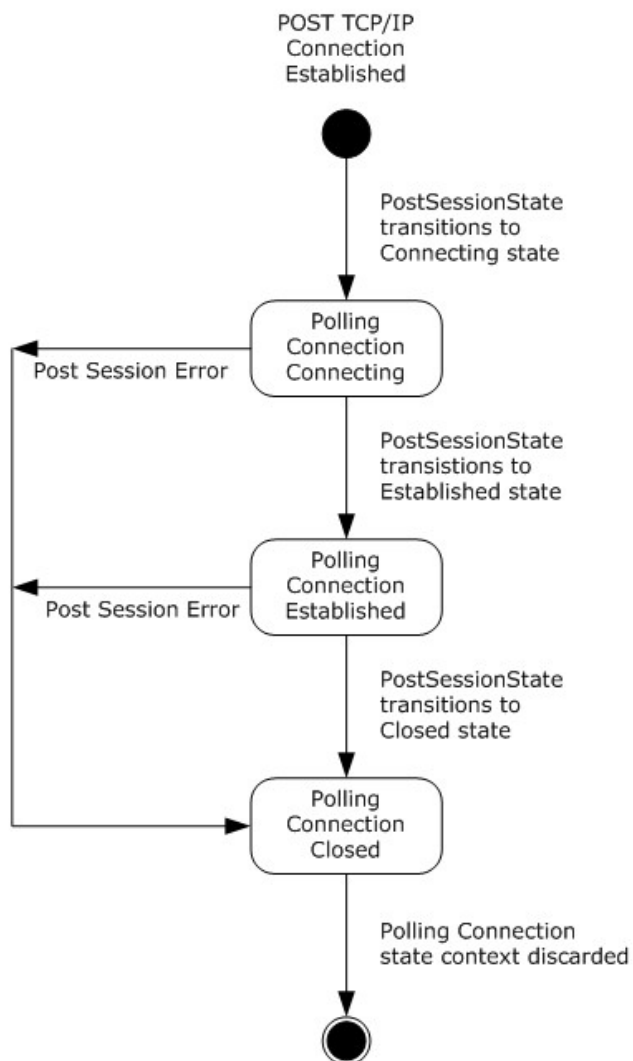 POST TCP/IP
Connection
Established
PostSessionState
transitions to
Connecting state
Polling
Connection
Connecting
Post Session Error
PostSessionState
transistions to
Established state
Polling
Connection
Established
Post Session Error
PostSessionState
transitions to
Closed state
Polling
Connection
Closed
Polling Connection
state context discarded